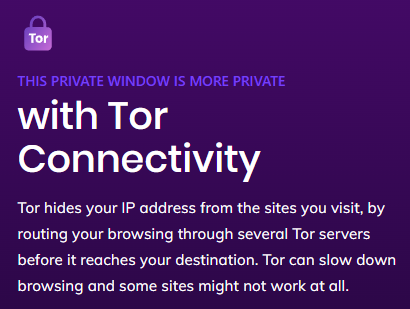 Tor
THIS PRIVATE WINDOW IS MORE PRIVATE
with Tor
Connectivity
Tor hides your IP address from the sites you visit, by
routing your browsing through several Tor servers
before it reaches your destination. Tor can slow down
browsing and some sites might not work at all.